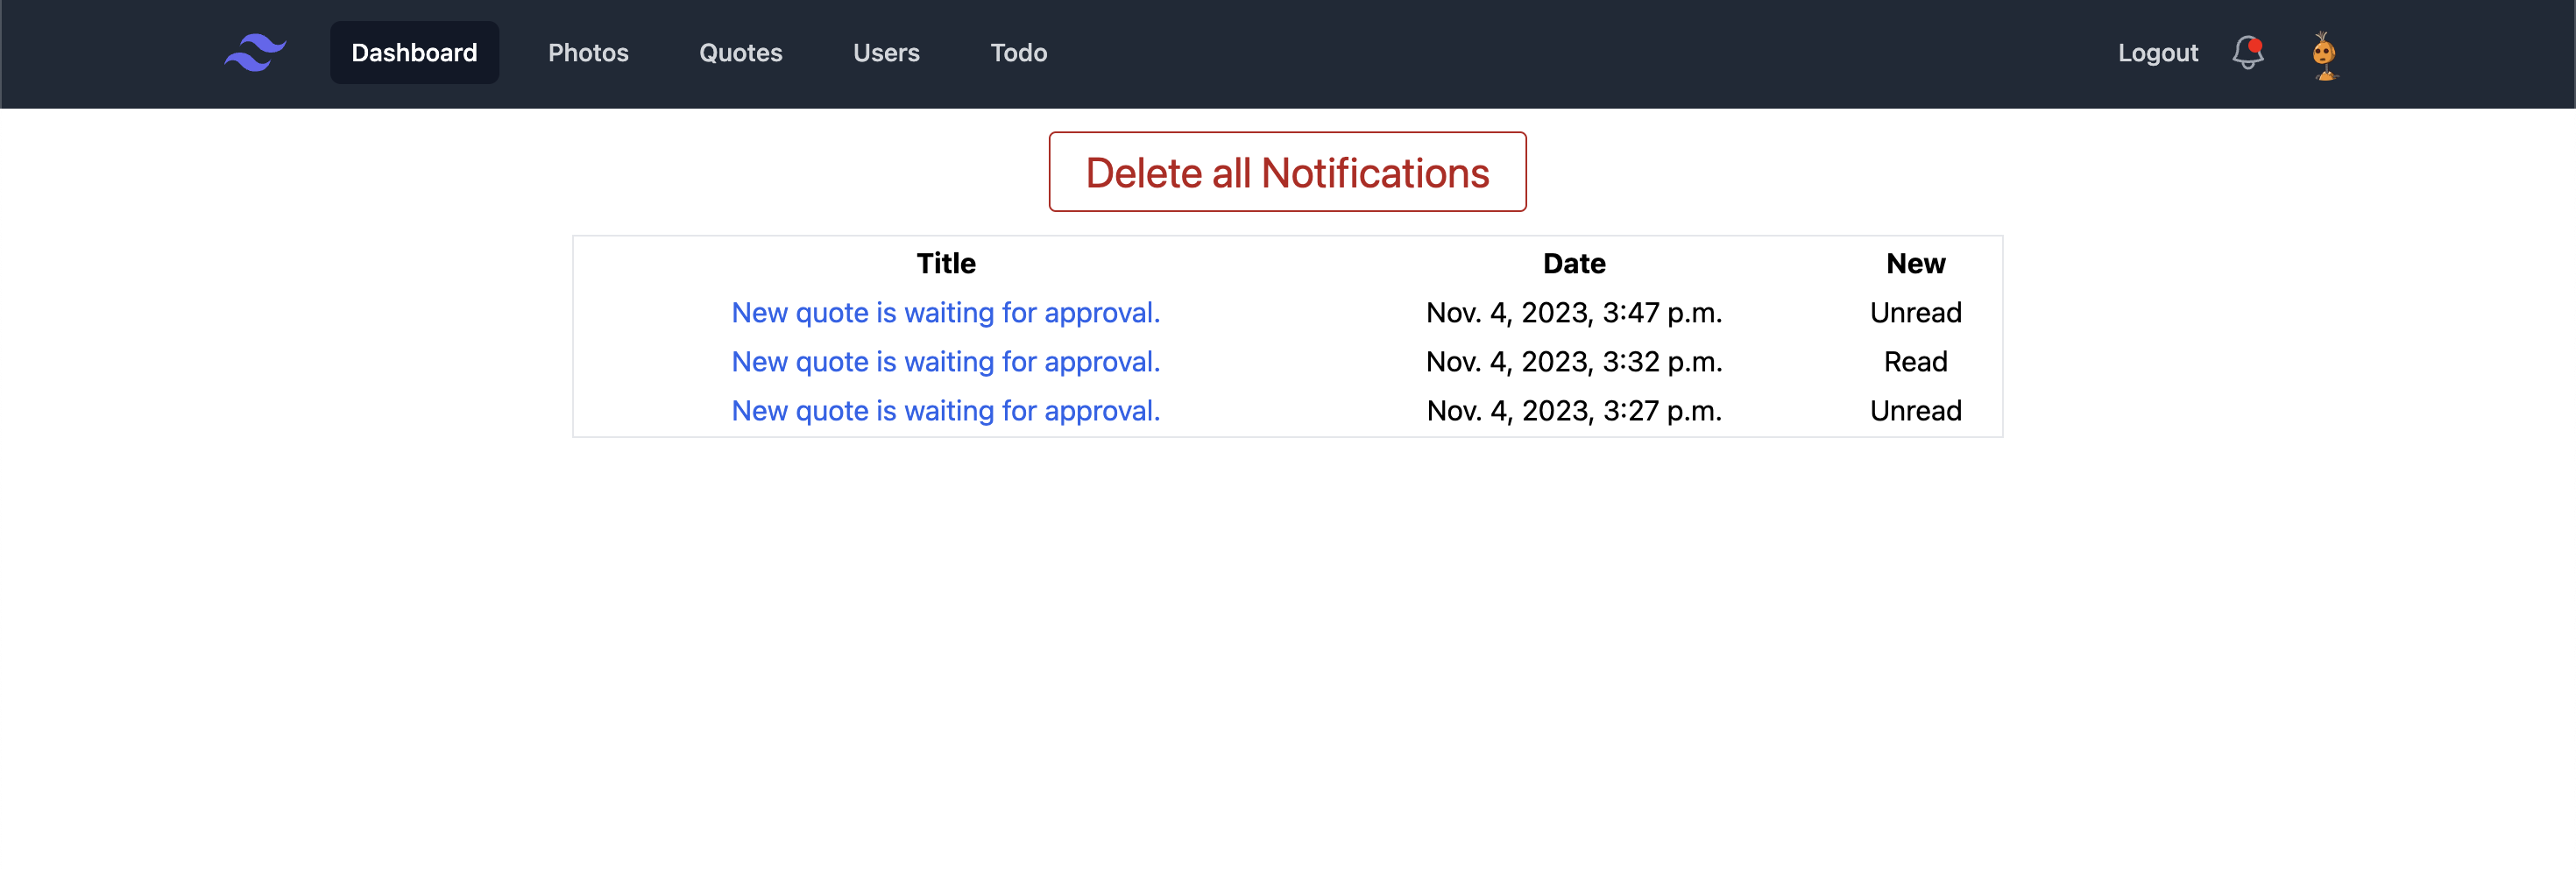 Dashboard Photos Quotes Users Todo Logout
Delete all Notifications
Title Date New
New quote is waiting for approval. Nov. 4, 2023, 3:47 p.m. Unread
New quote is waiting for approval. Nov. 4, 2023, 3:32 p.m. Read
New quote is waiting for approval. Nov. 4, 2023, 3:27 p.m. Unread